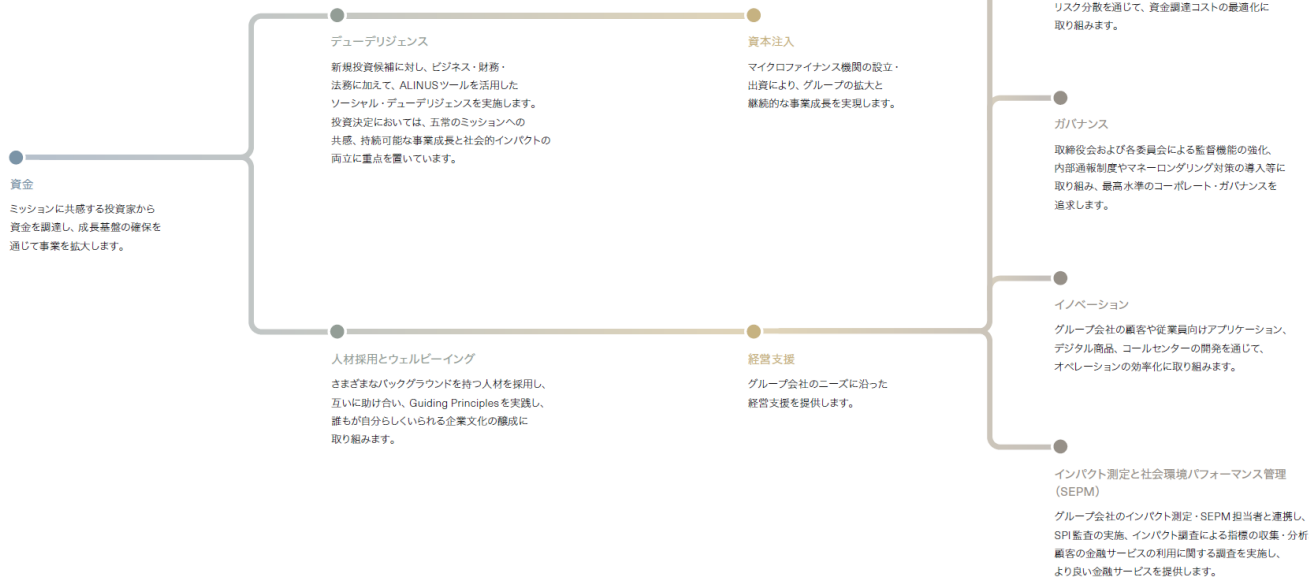 資金
ミッションに共感する投資家から
資金を調達し、成長基盤の確保を
通じて事業を拡大します。
デューデリジェンス
新規投資候補に対し、ビジネス・財務・
法務に加えて、ALINUSツールを活用した
ソーシャル・デューデリジェンスを実施します。
投資決定においては、五常のミッションへの
共感、持続可能な事業成長と社会的インパクトの
両立に重点を置いています。
人材採用とウェルビーイング
さまざまなバックグラウンドを持つ人材を採用し、
互いに助け合い、Guiding Principlesを実践し、
誰もが自分らしくいられる企業文化の醸成に
取り組みます。
資本注入
マイクロファイナンス機関の設立・
出資により、グループの拡大と
継続的な事業成長を実現します。
経営支援
グループ会社のニーズに沿った
経営支援を提供します。
リスク分散を通じて、資金調達コストの最適化に
取り組みます。
ガバナンス
取締役会および各委員会による監督機能の強化、
内部通報制度やマネーロンダリング対策の導入等に
取り組み、最高水準のコーポレート・ガバナンスを
追求します。
イノベーション
グループ会社の顧客や従業員向けアプリケーション、
デジタル商品、コールセンターの開発を通じて、
オペレーションの効率化に取り組みます。
インパクト測定と社会環境パフォーマンス管理
（SEPM）
グループ会社のインパクト測定・SEPM担当者と連携し、
SPI監査の実施、インパクト調査による指標の収集・分析
顧客の金融サービスの利用に関する調査を実施し、
より良い金融サービスを提供します。